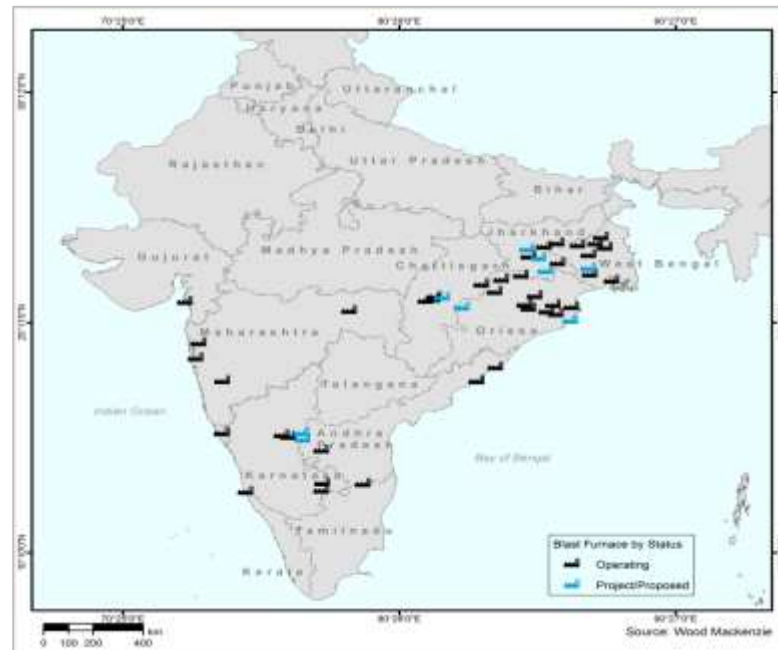 Punjab
Uttaranchal
Haryana
Delhi
Rajasthan
Uttar Pradesh
Bihar
Jharkhand
Gujarat
Madhya Pradesh
Chattisgarh
West Bengal
Maharashtra
Orissa
Telangana
Indian Ocean
Andhra
Pradesh
Bay of Bengal
Karnataka
Tamilnadu
Kerala
Blast Furnace by Status
Operating
Project/Proposed
0 100 200 400
km
Source: Wood Mackenzie